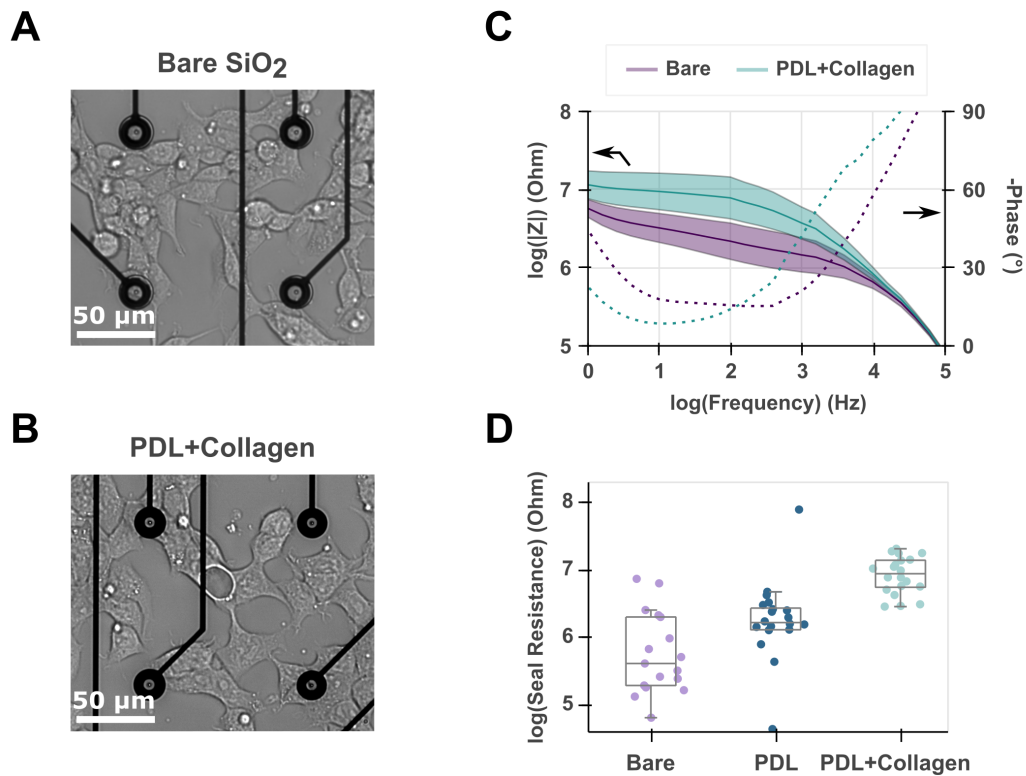 A
Bare SiO2
50 μm
B
PDL+Collagen
50 μm
C
Bare
PDL+Collagen
8
7
6
5
log(|Z|) (Ohm)
90
60
30
0
-Phase (°)
0 1 2 3 4 5
log(Frequency) (Hz)
D
8
7
6
5
log(Seal Resistance) (Ohm)
Bare PDL PDL+Collagen